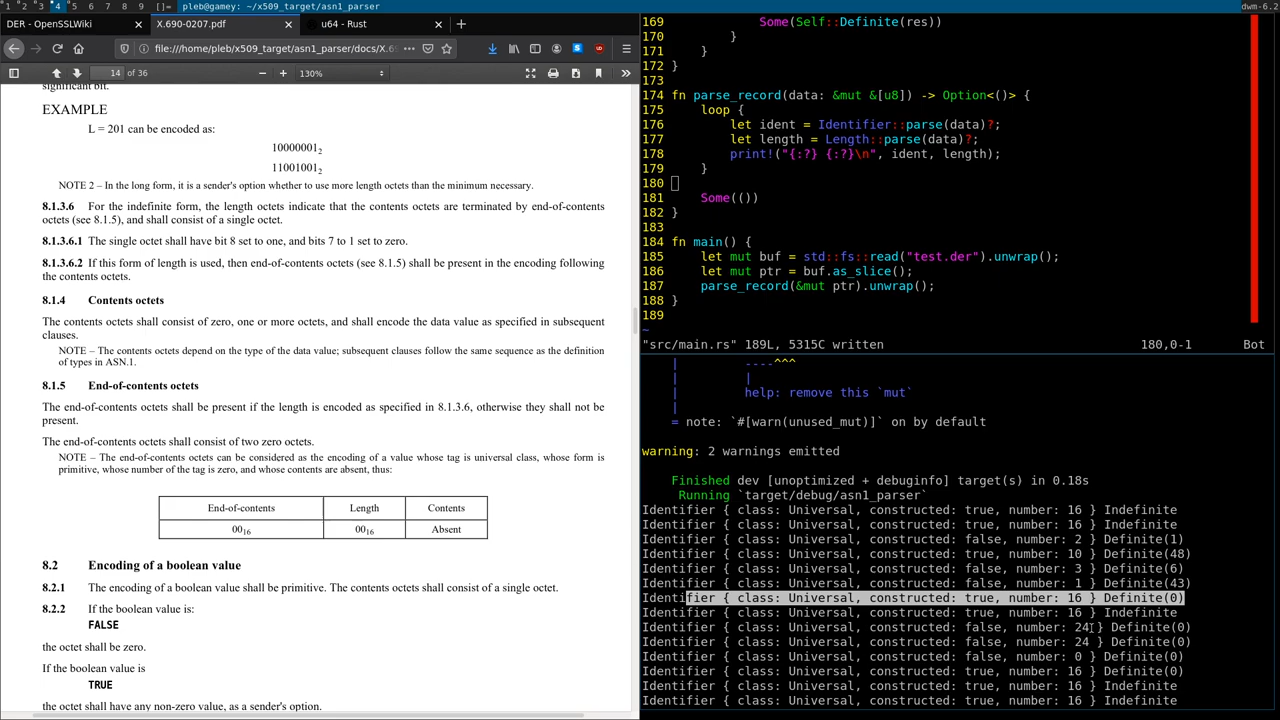 1 2 3 4 5 6 7 8 9 []= pleb@gamey: ~/x509_target/asn1_parser dwm-6.2
DER - OpenSSLWiki X.690-0207.pdf u64 - Rust
file:///home/pleb/x509_target/asn1_parser/docs/X.6
14 of 36 130%
significant bit.
EXAMPLE
L = 201 can be encoded as:
10000001₂
11001001₂
NOTE 2 – In the long form, it is a sender's option whether to use more length octets than the minimum necessary.
8.1.3.6 For the indefinite form, the length octets indicate that the contents octets are terminated by end-of-contents
octets (see 8.1.5), and shall consist of a single octet.
8.1.3.6.1 The single octet shall have bit 8 set to one, and bits 7 to 1 set to zero.
8.1.3.6.2 If this form of length is used, then end-of-contents octets (see 8.1.5) shall be present in the encoding following
the contents octets.
8.1.4 Contents octets
The contents octets shall consist of zero, one or more octets, and shall encode the data value as specified in subsequent
clauses.
NOTE – The contents octets depend on the type of the data value; subsequent clauses follow the same sequence as the definition
of types in ASN.1.
8.1.5 End-of-contents octets
The end-of-contents octets shall be present if the length is encoded as specified in 8.1.3.6, otherwise they shall not be
present.
The end-of-contents octets shall consist of two zero octets.
NOTE – The end-of-contents octets can be considered as the encoding of a value whose tag is universal class, whose form is
primitive, whose number of the tag is zero, and whose contents are absent, thus:
End-of-contents Length Contents
00₁₆ 00₁₆ Absent
8.2 Encoding of a boolean value
8.2.1 The encoding of a boolean value shall be primitive. The contents octets shall consist of a single octet.
8.2.2 If the boolean value is:
FALSE
the octet shall be zero.
If the boolean value is
TRUE
the octet shall have any non-zero value, as a sender's option.
169 Some(Self::Definite(res))
170 }
171 }
172 }
173
174 fn parse_record(data: &mut &[u8]) -> Option<()> {
175 loop {
176 let ident = Identifier::parse(data)?;
177 let length = Length::parse(data)?;
178 print!("{:?} {:?}\n", ident, length);
179 }
180
181 Some(())
182 }
183
184 fn main() {
185 let mut buf = std::fs::read("test.der").unwrap();
186 let mut ptr = buf.as_slice();
187 parse_record(&mut ptr).unwrap();
188 }
189
~
"src/main.rs" 189L, 5315C written 180,0-1 Bot
| ----^^^
| |
| help: remove this `mut`
|
= note: `#[warn(unused_mut)]` on by default
warning: 2 warnings emitted
Finished dev [unoptimized + debuginfo] target(s) in 0.18s
Running `target/debug/asn1_parser`
Identifier { class: Universal, constructed: true, number: 16 } Indefinite
Identifier { class: Universal, constructed: true, number: 16 } Indefinite
Identifier { class: Universal, constructed: false, number: 2 } Definite(1)
Identifier { class: Universal, constructed: true, number: 10 } Definite(48)
Identifier { class: Universal, constructed: false, number: 3 } Definite(6)
Identifier { class: Universal, constructed: false, number: 1 } Definite(43)
Identifier { class: Universal, constructed: true, number: 16 } Definite(0)
Identifier { class: Universal, constructed: true, number: 16 } Indefinite
Identifier { class: Universal, constructed: false, number: 24 } Definite(0)
Identifier { class: Universal, constructed: false, number: 24 } Definite(0)
Identifier { class: Universal, constructed: false, number: 0 } Definite(0)
Identifier { class: Universal, constructed: true, number: 16 } Definite(0)
Identifier { class: Universal, constructed: true, number: 16 } Indefinite
Identifier { class: Universal, constructed: true, number: 16 } Indefinite